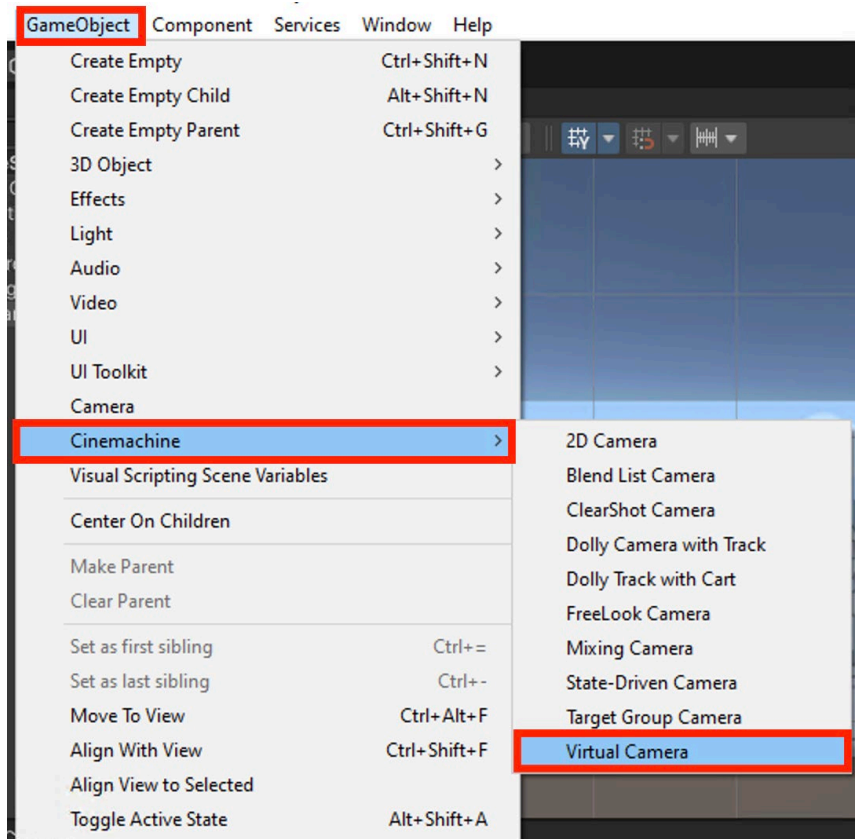 GameObject Component Services Window Help
Create Empty Ctrl+Shift+N
Create Empty Child Alt+Shift+N
Create Empty Parent Ctrl+Shift+G
3D Object >
Effects >
Light >
Audio >
Video >
UI >
UI Toolkit >
Camera
Cinemachine >
Visual Scripting Scene Variables
Center On Children
Make Parent
Clear Parent
Set as first sibling Ctrl+=
Set as last sibling Ctrl+-
Move To View Ctrl+Alt+F
Align With View Ctrl+Shift+F
Align View to Selected
Toggle Active State Alt+Shift+A
2D Camera
Blend List Camera
ClearShot Camera
Dolly Camera with Track
Dolly Track with Cart
FreeLook Camera
Mixing Camera
State-Driven Camera
Target Group Camera
Virtual Camera